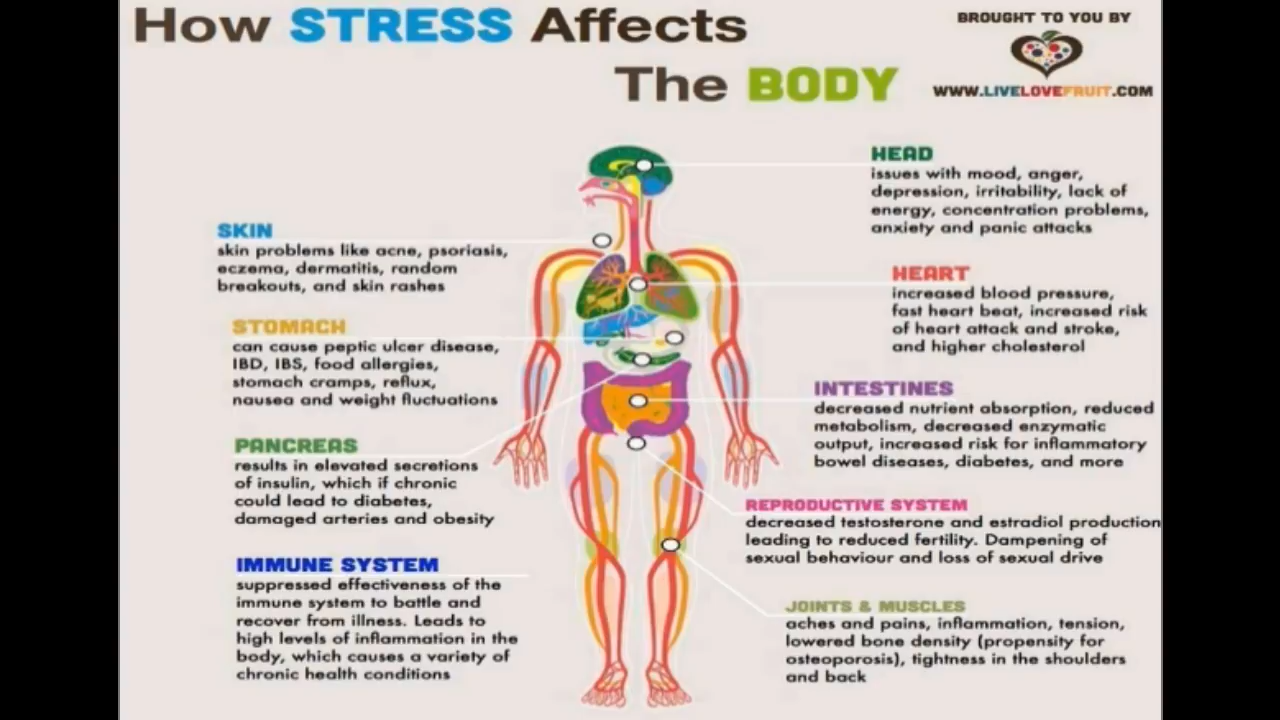 How STRESS Affects
The BODY
BROUGHT TO YOU BY
WWW.LIVELOVEFRUIT.COM
HEAD
issues with mood, anger,
depression, irritability, lack of
energy, concentration problems,
anxiety and panic attacks
SKIN
skin problems like acne, psoriasis,
eczema, dermatitis, random
breakouts, and skin rashes
HEART
increased blood pressure,
fast heart beat, increased risk
of heart attack and stroke,
and higher cholesterol
STOMACH
can cause peptic ulcer disease,
IBD, IBS, food allergies,
stomach cramps, reflux,
nausea and weight fluctuations
INTESTINES
decreased nutrient absorption, reduced
metabolism, decreased enzymatic
output, increased risk for inflammatory
bowel diseases, diabetes, and more
PANCREAS
results in elevated secretions
of insulin, which if chronic
could lead to diabetes,
damaged arteries and obesity
REPRODUCTIVE SYSTEM
decreased testosterone and estradiol production
leading to reduced fertility. Dampening of
sexual behaviour and loss of sexual drive
IMMUNE SYSTEM
suppressed effectiveness of the
immune system to battle and
recover from illness. Leads to
high levels of inflammation in the
body, which causes a variety of
chronic health conditions
JOINTS & MUSCLES
aches and pains, inflammation, tension,
lowered bone density (propensity for
osteoporosis), tightness in the shoulders
and back